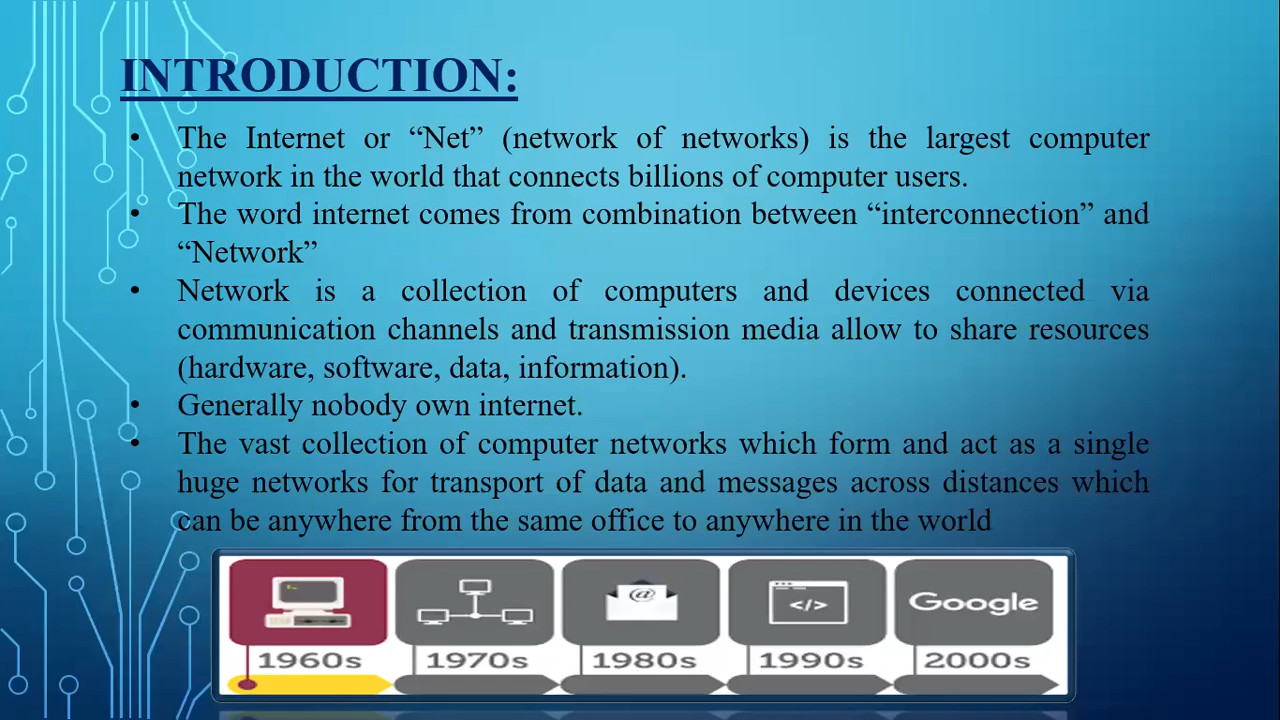 INTRODUCTION:
• The Internet or “Net” (network of networks) is the largest computer
network in the world that connects billions of computer users.
• The word internet comes from combination between “interconnection” and
“Network”
• Network is a collection of computers and devices connected via
communication channels and transmission media allow to share resources
(hardware, software, data, information).
• Generally nobody own internet.
• The vast collection of computer networks which form and act as a single
huge networks for transport of data and messages across distances which
can be anywhere from the same office to anywhere in the world
@ </> Google
1960s 1970s 1980s 1990s 2000s